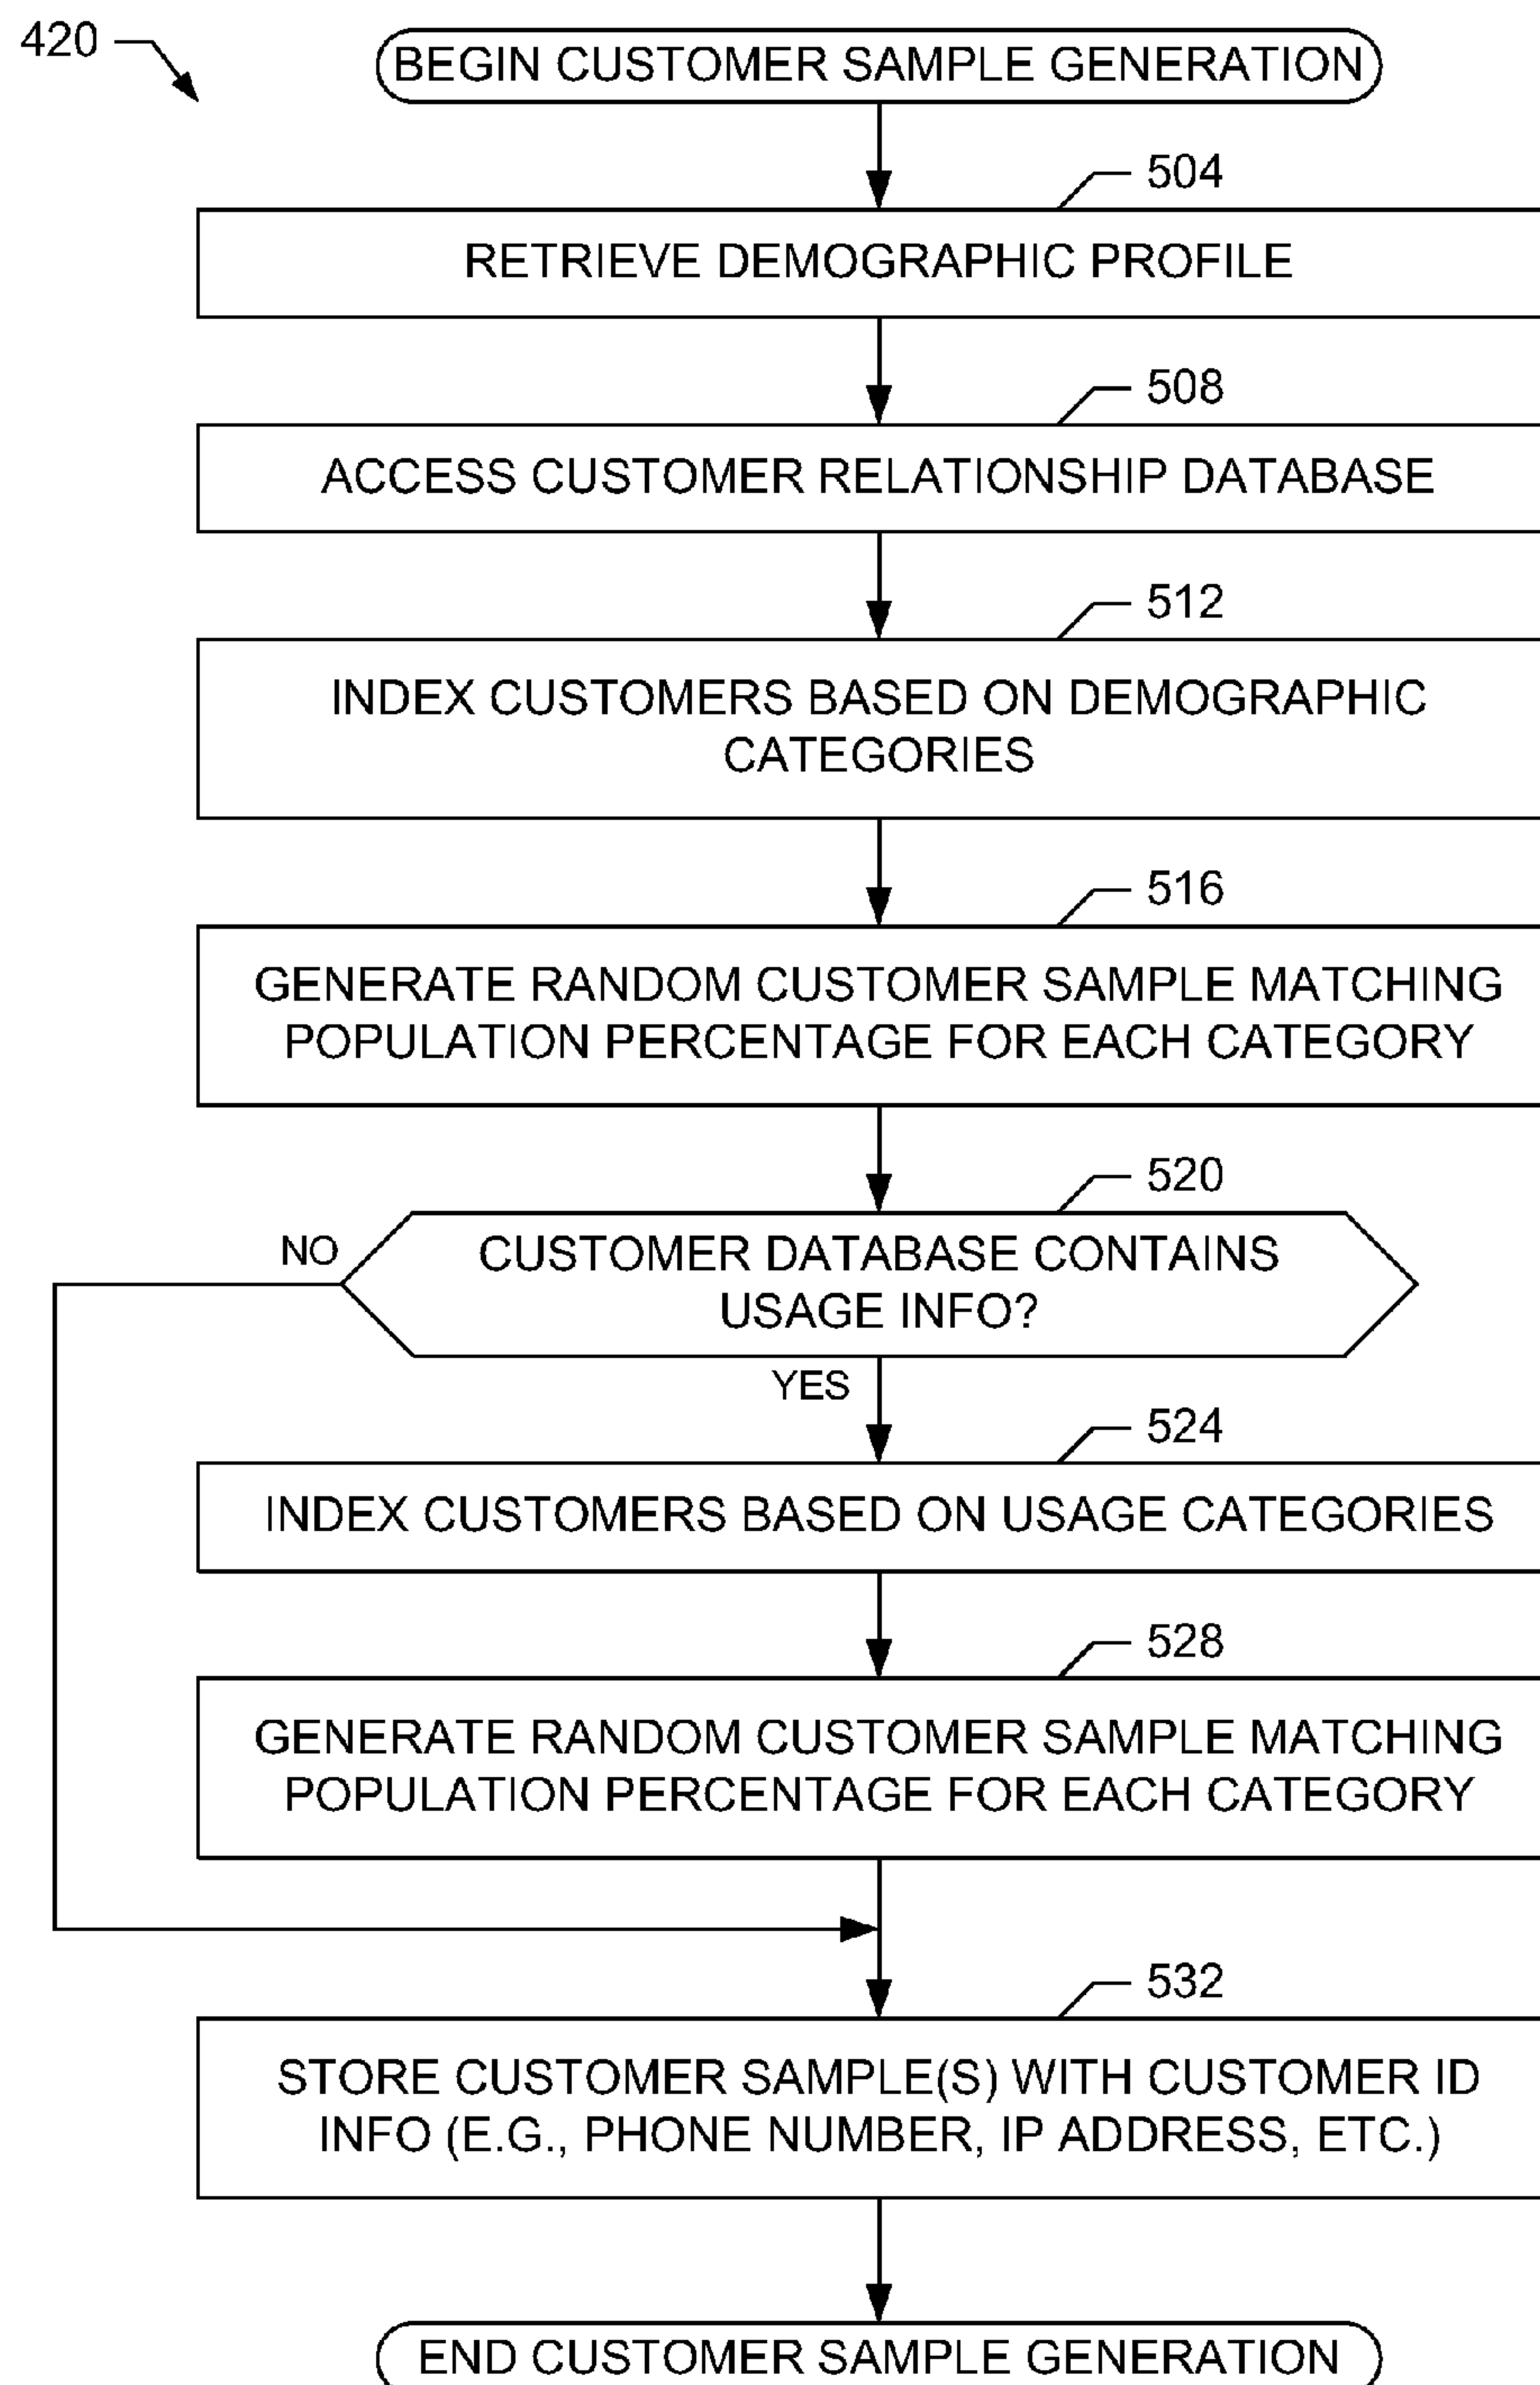 420
BEGIN CUSTOMER SAMPLE GENERATION
504
RETRIEVE DEMOGRAPHIC PROFILE
508
ACCESS CUSTOMER RELATIONSHIP DATABASE
512
INDEX CUSTOMERS BASED ON DEMOGRAPHIC
CATEGORIES
516
GENERATE RANDOM CUSTOMER SAMPLE MATCHING
POPULATION PERCENTAGE FOR EACH CATEGORY
520
NO
CUSTOMER DATABASE CONTAINS
USAGE INFO?
YES
524
INDEX CUSTOMERS BASED ON USAGE CATEGORIES
528
GENERATE RANDOM CUSTOMER SAMPLE MATCHING
POPULATION PERCENTAGE FOR EACH CATEGORY
532
STORE CUSTOMER SAMPLE(S) WITH CUSTOMER ID
INFO (E.G., PHONE NUMBER, IP ADDRESS, ETC.)
END CUSTOMER SAMPLE GENERATION